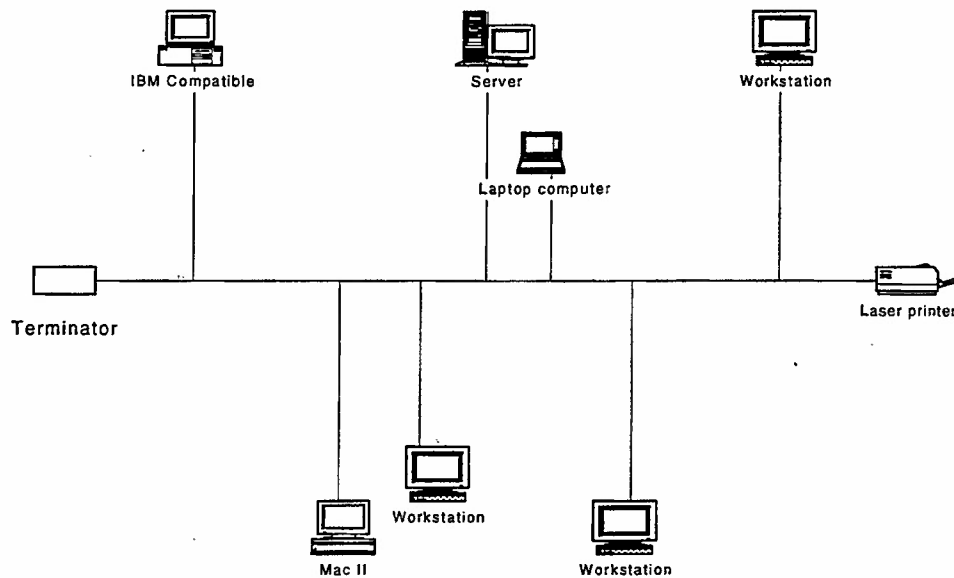 IBM Compatible
Server
Workstation
Laptop computer
Terminator
Laser printer
Workstation
Mac II
Workstation